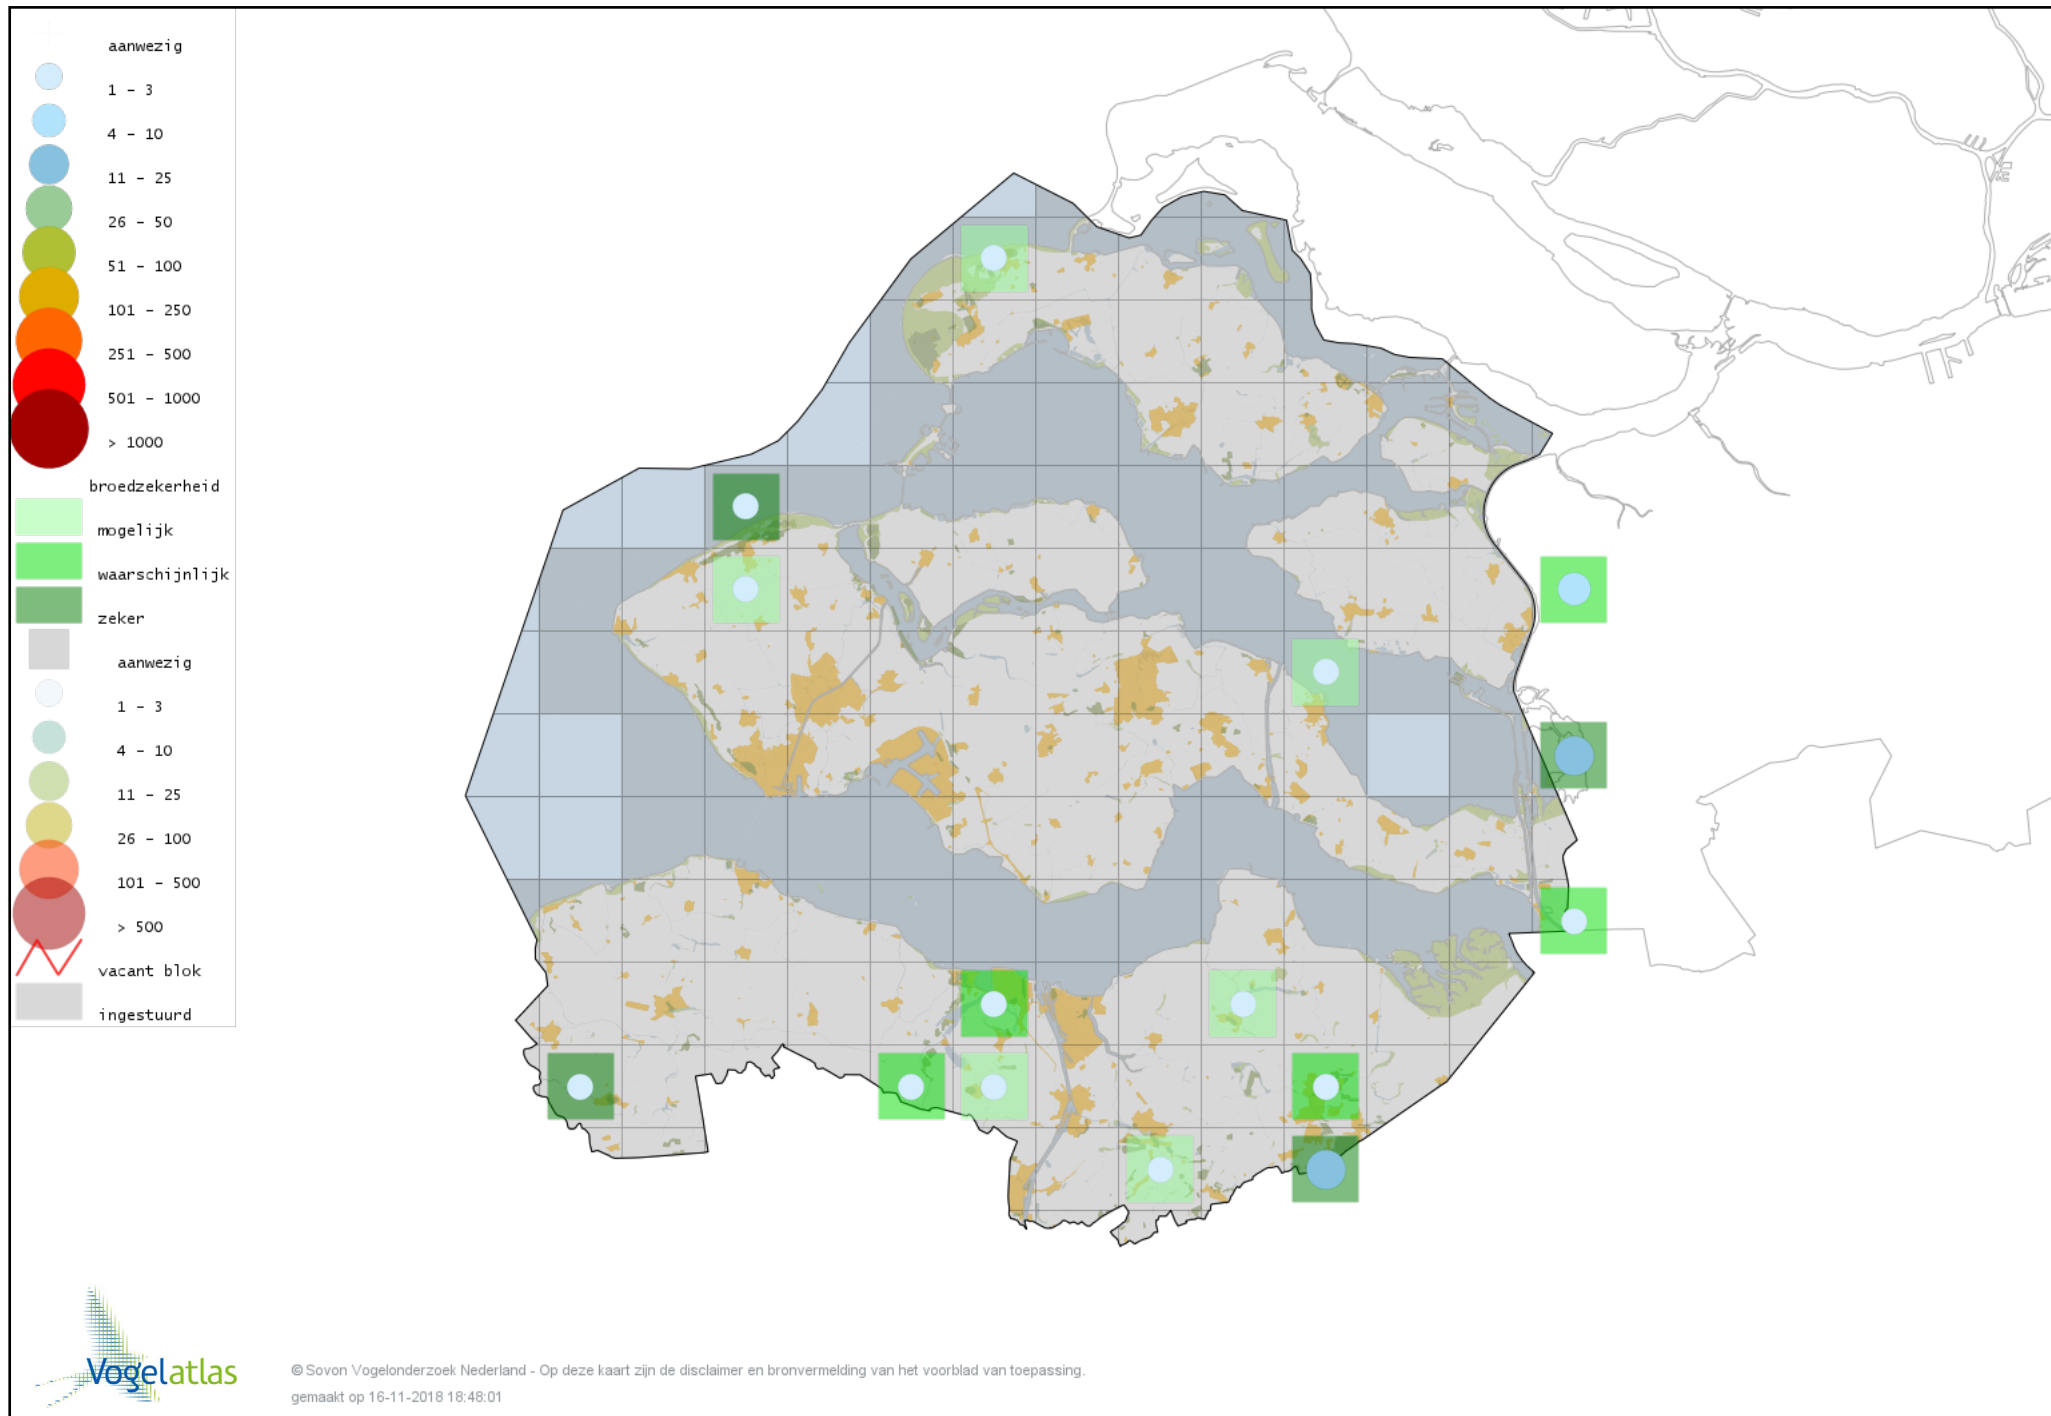 aanwezig
1 - 3
4 - 10
11 - 25
26 - 50
51 - 100
101 - 250
251 - 500
501 - 1000
> 1000
broedzekerheid
mogelijk
waarschijnlijk
zeker
aanwezig
1 - 3
4 - 10
11 - 25
26 - 100
101 - 500
> 500
vacant blok
ingestuurd
Vogelatlas
© Sovon Vogelonderzoek Nederland - Op deze kaart zijn de disclaimer en bronvermelding van het voorblad van toepassing.
gemaakt op 16-11-2018 18:48:01